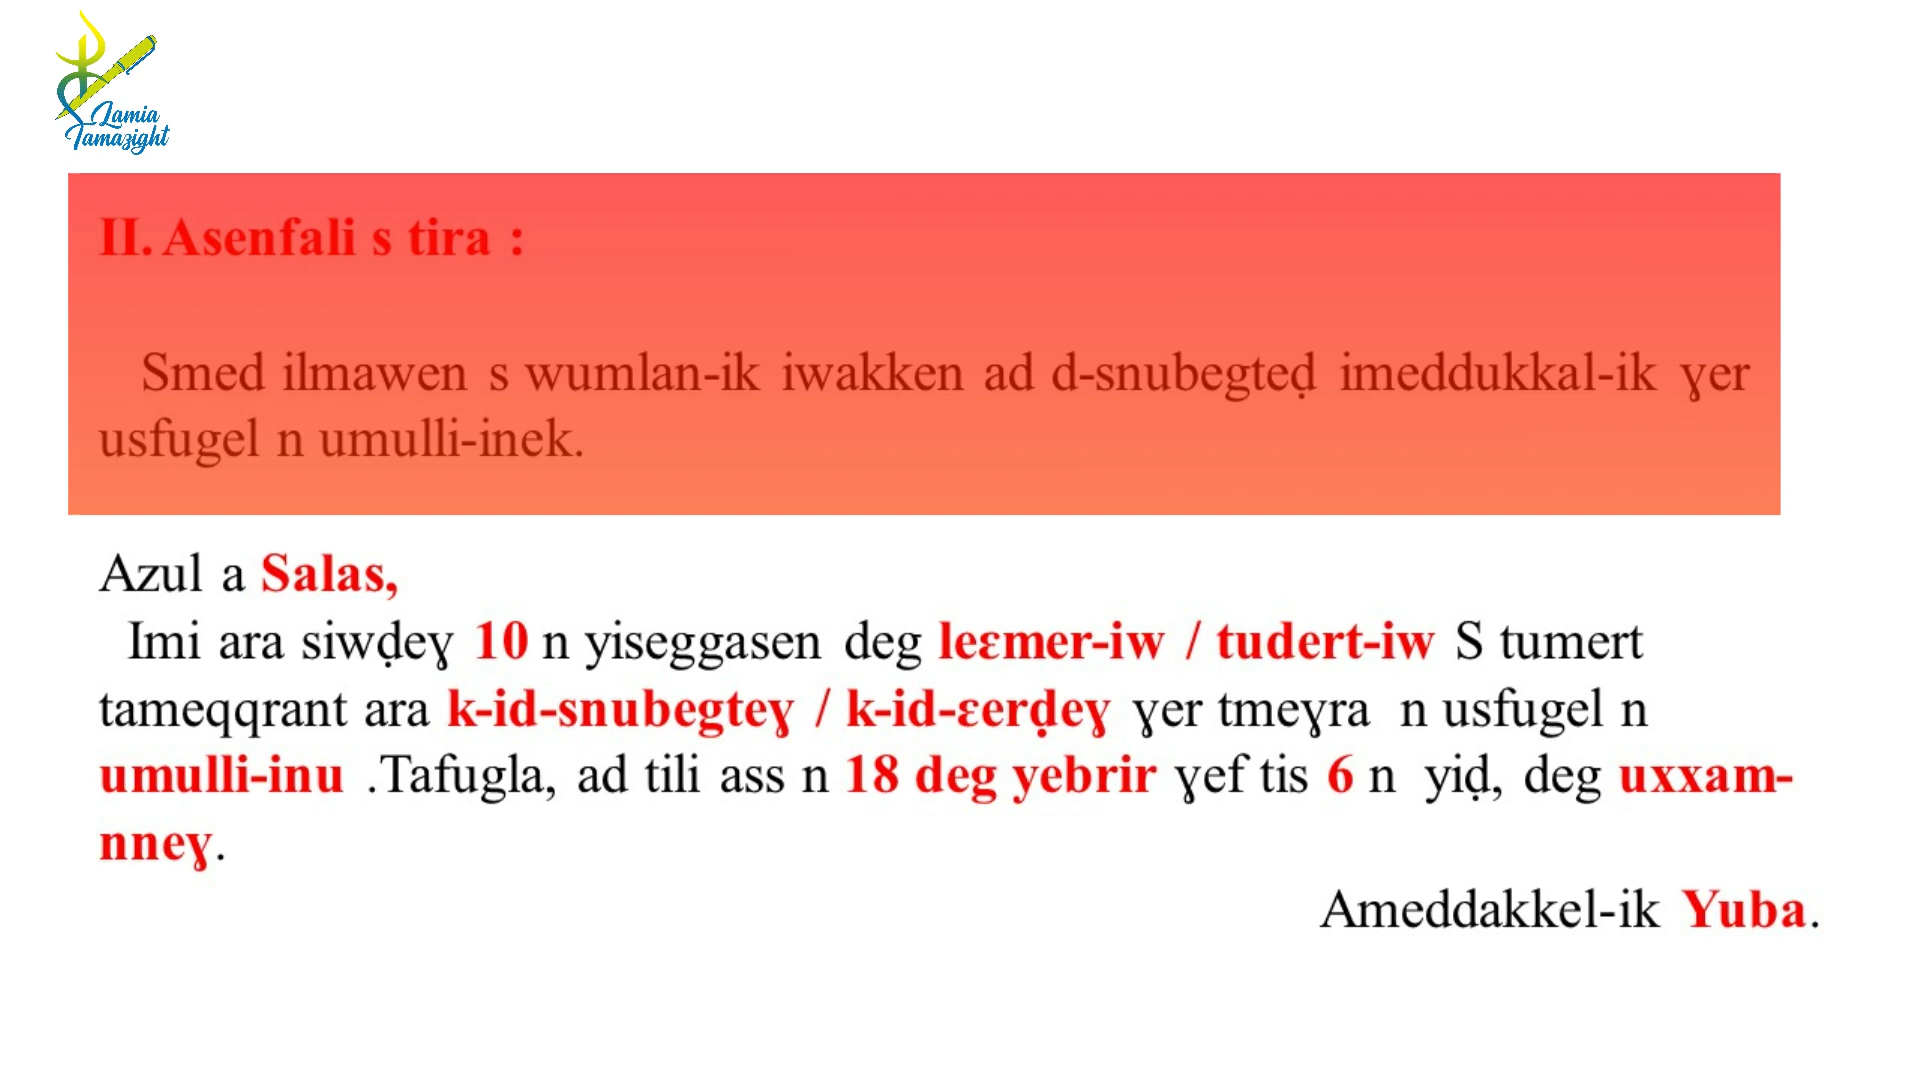 Lamia
Tamazight
II. Asenfali s tira :
Smed ilmawen s wumlan-ik iwakken ad d-snubegteḍ imeddukkal-ik ɣer
usfugel n umulli-inek.
Azul a Salas,
Imi ara siwḍeɣ 10 n yiseggasen deg leɛmer-iw / tudert-iw S tumert
tameqqrant ara k-id-snubegteɣ / k-id-ɛerḍeɣ ɣer tmeɣra n usfugel n
umulli-inu .Tafugla, ad tili ass n 18 deg yebrir ɣef tis 6 n yiḍ, deg uxxam-
nneɣ.
Ameddakkel-ik Yuba.